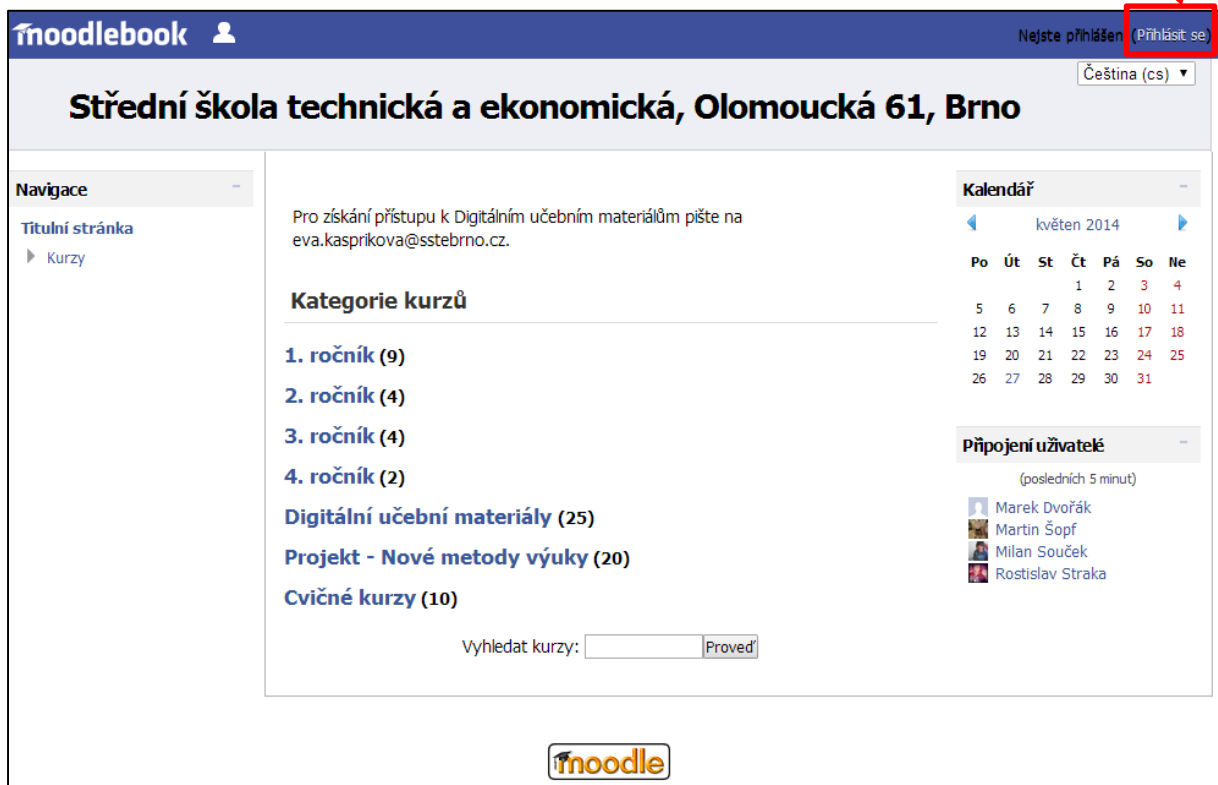 moodlebook
Nejste přihlášen (Přihlásit se)
Čeština (cs) ▼
Střední škola technická a ekonomická, Olomoucká 61, Brno
Navigace
Titulní stránka
Kurzy
Pro získání přístupu k Digitálním učebním materiálům pište na
eva.kasprikova@sstebrno.cz.
Kategorie kurzů
1. ročník (9)
2. ročník (4)
3. ročník (4)
4. ročník (2)
Digitální učební materiály (25)
Projekt - Nové metody výuky (20)
Cvičné kurzy (10)
Vyhledat kurzy: Proveď
Kalendář
květen 2014
Po Út St Čt Pá So Ne
1 2 3 4
5 6 7 8 9 10 11
12 13 14 15 16 17 18
19 20 21 22 23 24 25
26 27 28 29 30 31
Připojení uživatelé
(posledních 5 minut)
Marek Dvořák
Martin Šopf
Milan Souček
Rostislav Straka
moodle